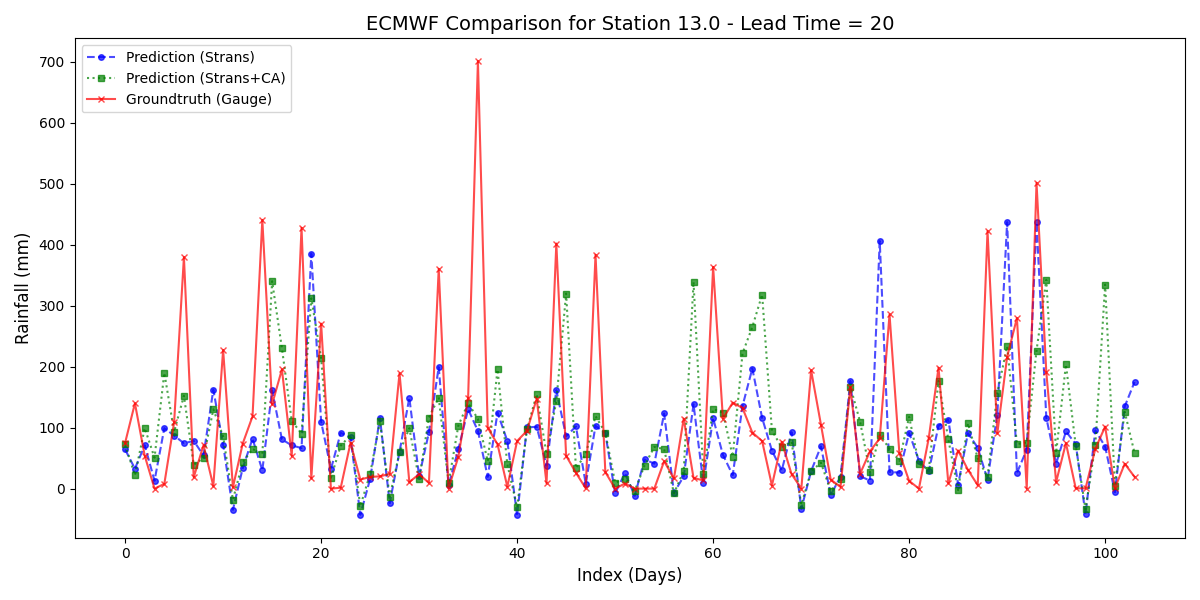 ECMWF Comparison for Station 13.0 - Lead Time = 20
Prediction (Strans)
Prediction (Strans+CA)
Groundtruth (Gauge)
Rainfall (mm)
700
600
500
400
300
200
100
0
0 20 40 60 80 100
Index (Days)